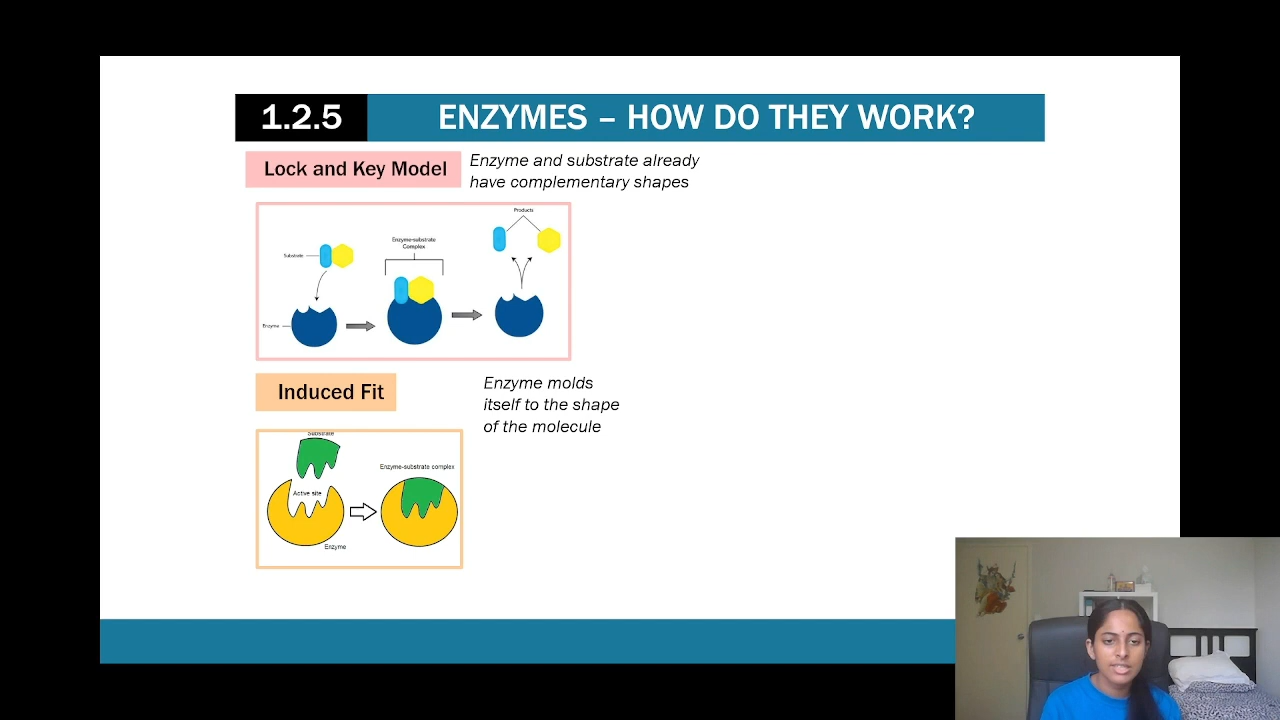 1.2.5
ENZYMES – HOW DO THEY WORK?
Lock and Key Model
Enzyme and substrate already
have complementary shapes
Products
Enzyme-substrate
Complex
Substrate
Enzyme
Induced Fit
Enzyme molds
itself to the shape
of the molecule
Substrate
Enzyme-substrate complex
Active site
Enzyme